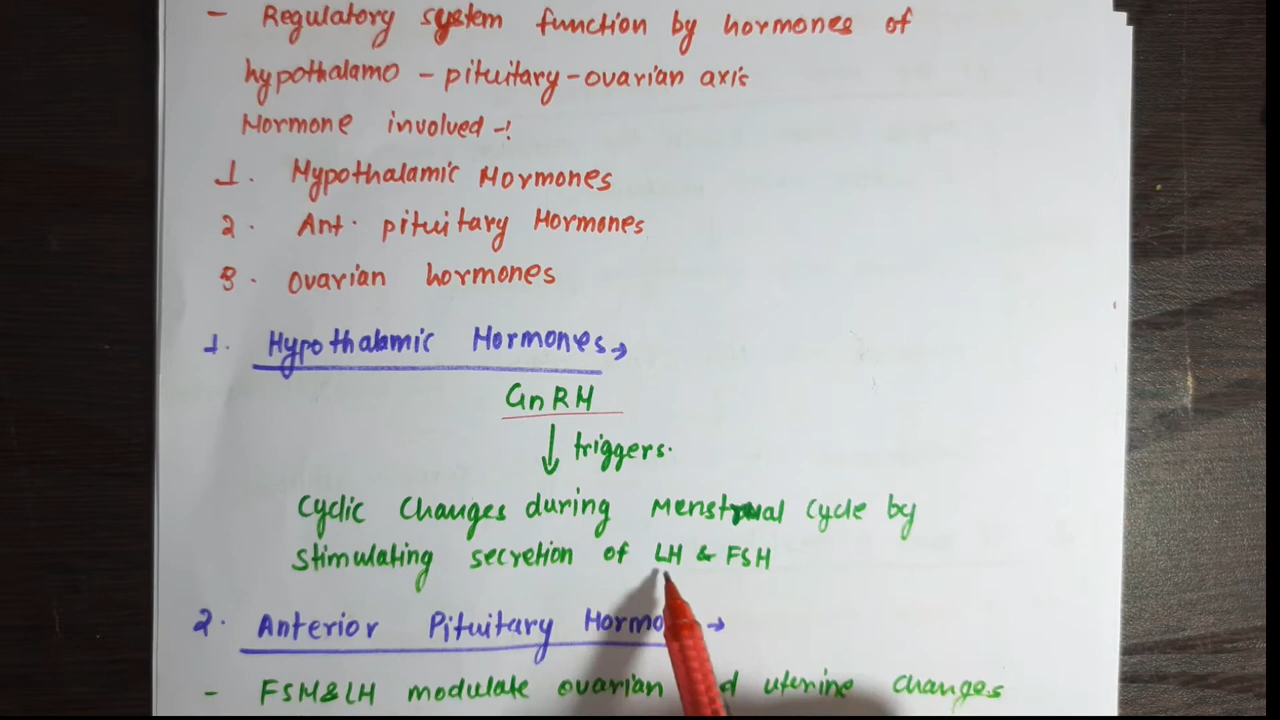 - Regulatory system function by hormones of
hypothalamo - pituitary - ovarian axis
Hormone involved -:
1. Hypothalamic Hormones
2. Ant. pituitary Hormones
3. Ovarian hormones
1. Hypothalamic Hormones →
GnRH
↓ triggers.
Cyclic Changes during Menstrual Cycle by
stimulating secretion of LH & FSH
2. Anterior Pituitary →
- FSH & LH modulate ovarian uterine changes